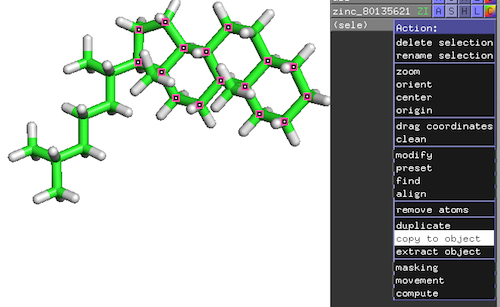 zinc_80135621 ZI A S H L C
(sele)
Action:
delete selection
rename selection
zoom
orient
center
origin
drag coordinates
clean
modify
preset
find
align
remove atoms
duplicate
copy to object
extract object
masking
movement
compute